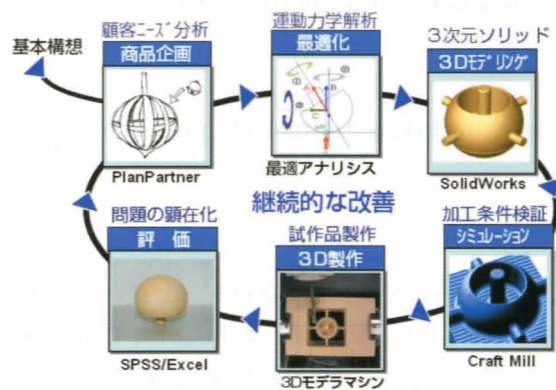 基本構想
顧客ﾆｰｽﾞ分析
商品企画
PlanPartner
運動力学解析
最適化
最適アナリシス
3次元ソリッド
3Dﾓﾃﾞﾘﾝｸﾞ
SolidWorks
継続的な改善
問題の顕在化
評 価
SPSS/Excel
試作品製作
3D製作
3Dモデラマシン
加工条件検証
ｼﾐｭﾚｰｼｮﾝ
Craft Mill